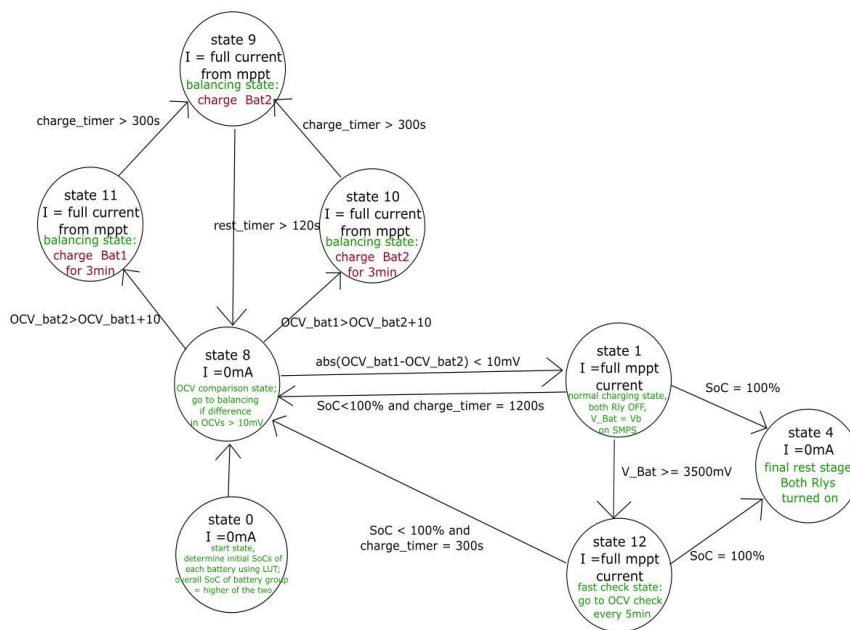 state 9
I = full current
from mppt
balancing state:
charge Bat2
charge_timer > 300s
charge_timer > 300s
state 11
I = full current
from mppt
balancing state:
charge Bat1
for 3min
rest_timer > 120s
state 10
I = full current
from mppt
balancing state:
charge Bat2
for 3min
OCV_bat2>OCV_bat1+10
OCV_bat1>OCV_bat2+10
state 8
I =0mA
OCV comparison state;
go to balancing
if difference
in OCVs > 10mV
abs(OCV_bat1-OCV_bat2) < 10mV
SoC<100% and charge_timer = 1200s
state 1
I =full mppt
current
normal charging state,
both Rly OFF,
V_Bat = Vb
on SMPS
SoC = 100%
state 4
I =0mA
final rest stage
Both Rlys
turned on
V_Bat >= 3500mV
state 0
I =0mA
start state,
determine initial SoCs of
each battery using LUT;
overall SoC of battery group
= higher of the two
SoC < 100% and
charge_timer = 300s
SoC = 100%
state 12
I =full mppt
current
fast check state:
go to OCV check
every 5min